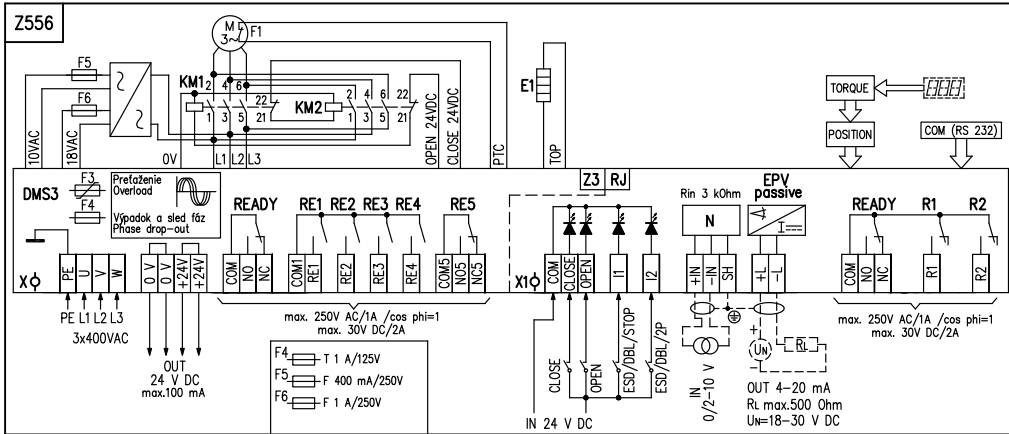 Z556
M
3~
F1
F5
F6
KM1
2 4 6 22
1 3 5 21
KM2
2 4 6 22
1 3 5 21
E1
TORQUE
POSITION
COM (RS 232)
10VAC
18VAC
0V
L1 L2 L3
OPEN 24VDC
CLOSE 24VDC
PTC
TOP
DMS3
F3
F4
Preťaženie
Overload
Výpadok a sled fáz
Phase drop-out
READY
RE1 RE2 RE3 RE4
RE5
Z3 RJ
Rin 3 kOhm
N
EPV
passive
READY R1 R2
X
PE U V W
0 V 0 V +24V +24V
COM NO NC
COM1 RE1 RE2 RE3 RE4
COM5 NO5 NC5
X1
COM CLOSE OPEN I1 I2
+IN -IN SH
+L -L
COM NO NC
R1 R2
PE L1 L2 L3
3x400VAC
OUT
24 V DC
max.100 mA
max. 250V AC/1A /cos phi=1
max. 30V DC/2A
F4 T 1 A/125V
F5 F 400 mA/250V
F6 F 1 A/250V
CLOSE
OPEN
ESD/DBL/STOP
ESD/DBL/2P
IN 24 V DC
IN
0/2-10 V
+
UN
-
RL
OUT 4-20 mA
RL max.500 Ohm
UN=18-30 V DC
max. 250V AC/1A /cos phi=1
max. 30V DC/2A